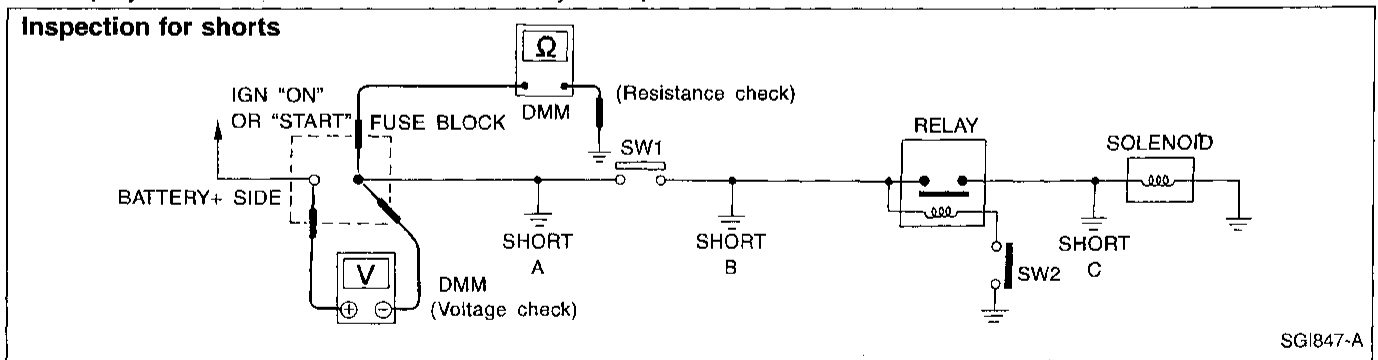 Inspection for shorts
Ω
IGN "ON"
OR "START"
FUSE BLOCK
DMM
(Resistance check)
SW1
RELAY
SOLENOID
BATTERY+ SIDE
SHORT
A
SHORT
B
SHORT
C
SW2
V
DMM
(Voltage check)
+
−
SGI847-A